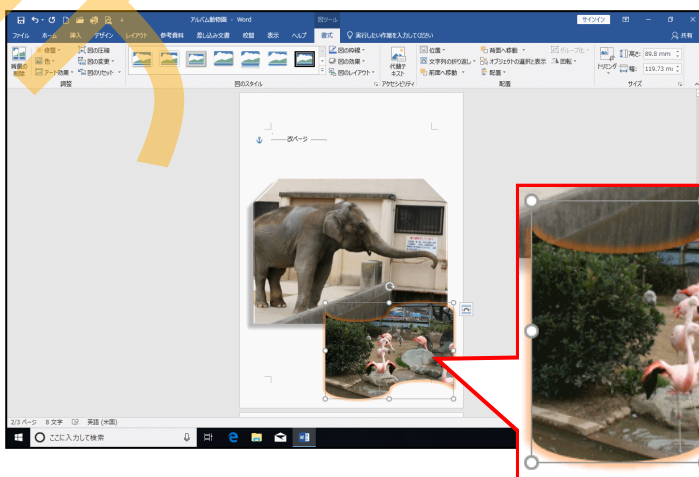 アルバム動物園 - Word
図ツール
サインイン
ファイル ホーム 挿入 デザイン レイアウト 参考資料 差し込み文書 校閲 表示 ヘルプ 書式 実行したい作業を入力してください
共有
背景の
削除
修整
色
アート効果
図の圧縮
図の変更
図のリセット
調整
図のスタイル
図の枠線
図の効果
図のレイアウト
代替テ
キスト
アクセシビリティ
位置
文字列の折り返し
前面へ移動
背面へ移動
オブジェクトの選択と表示
配置
グループ化
回転
配置
トリミング
高さ: 89.8 mm
幅: 119.73 mm
サイズ
改ページ
2/3 ページ 8 文字 英語 (米国)
ここに入力して検索